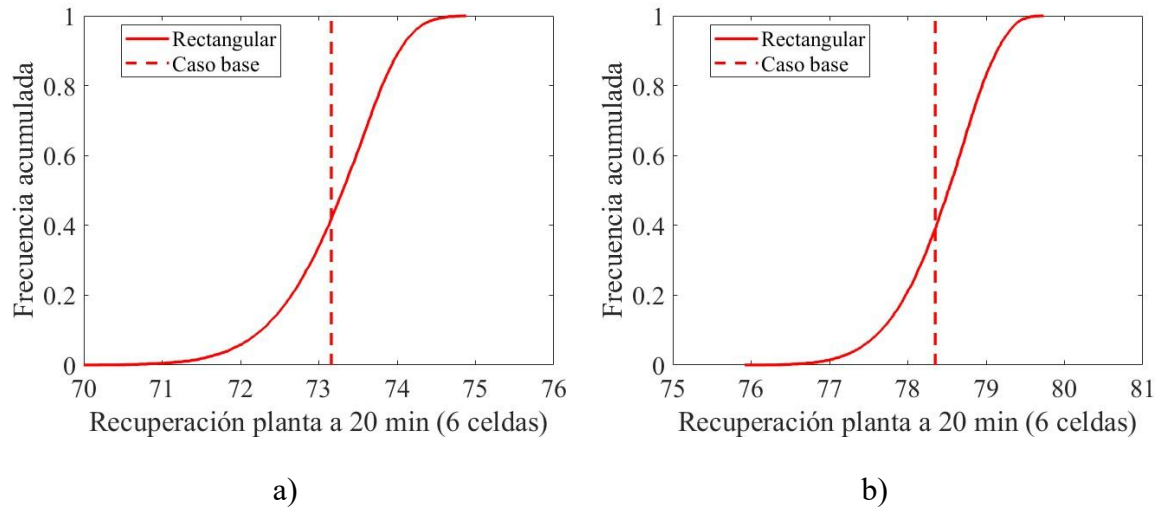 1
0.8
0.6
0.4
0.2
0
Frecuencia acumulada
Rectangular
Caso base
70 71 72 73 74 75 76
Recuperación planta a 20 min (6 celdas)
a)
1
0.8
0.6
0.4
0.2
0
Frecuencia acumulada
Rectangular
Caso base
75 76 77 78 79 80 81
Recuperación planta a 20 min (6 celdas)
b)